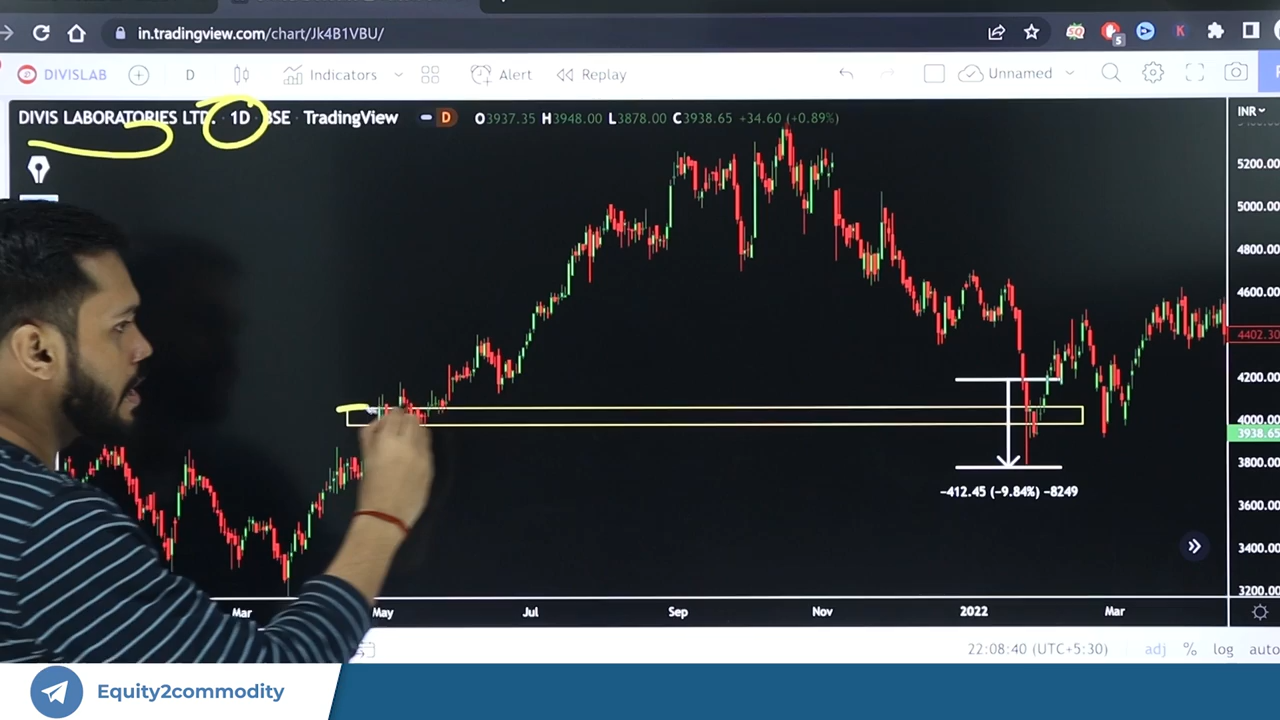 in.tradingview.com/chart/Jk4B1VBU/
5
K
DIVISLAB
D
Indicators
Alert
Replay
Unnamed
DIVIS LABORATORIES LTD. · 1D BSE · TradingView
D
O3937.35 H3948.00 L3878.00 C3938.65 +34.60 (+0.89%)
INR
5200.00
5000.00
4800.00
4600.00
4402.30
4200.00
4000.00
3938.65
3800.00
−412.45 (−9.84%) −8249
3600.00
3400.00
3200.00
Mar
May
Jul
Sep
Nov
2022
Mar
22:08:40 (UTC+5:30)
adj
%
log
auto
Equity2commodity